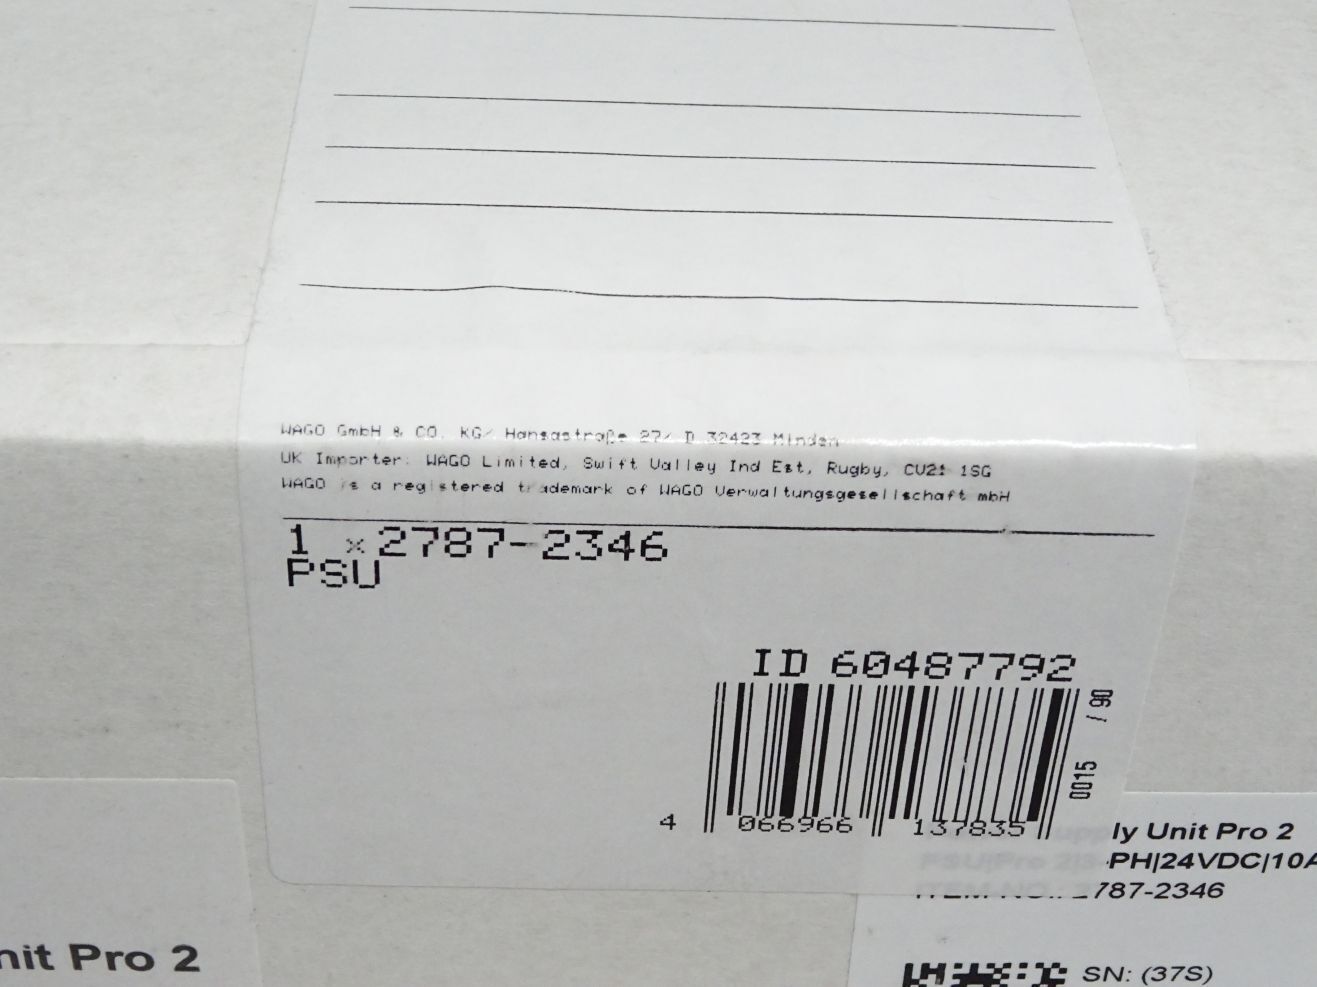 WAGO GmbH & CO. KG/ Hansastraße 27/ D 32423 Minden
UK Importer: WAGO Limited, Swift Valley Ind Est, Rugby, CV21 1SG
WAGO is a registered trademark of WAGO Verwaltungsgesellschaft mbH
1 x 2787-2346
PSU
ID 60487792
0015 / 90
4 066966 137835
ly Unit Pro 2
PH|24VDC|10A
ITEM-NO.: 2787-2346
nit Pro 2
SN: (37S)